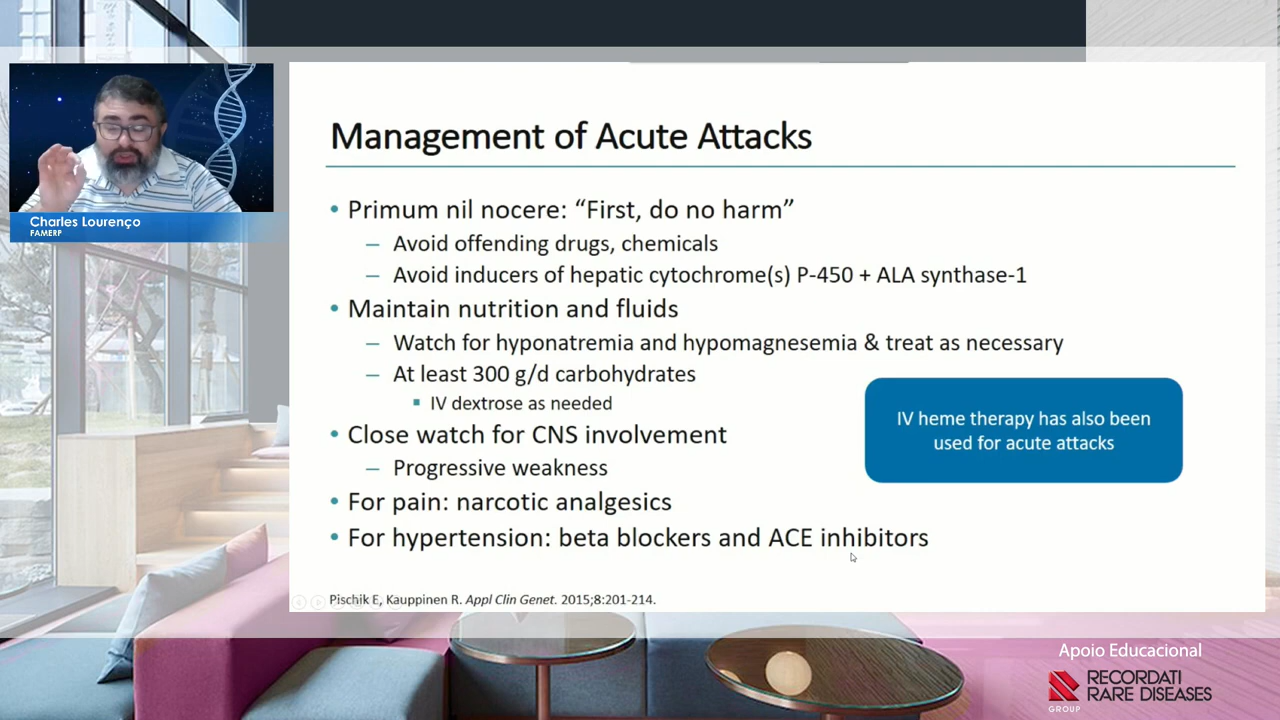 Charles Lourenço
FAMERP
Management of Acute Attacks
• Primum nil nocere: “First, do no harm”
– Avoid offending drugs, chemicals
– Avoid inducers of hepatic cytochrome(s) P-450 + ALA synthase-1
• Maintain nutrition and fluids
– Watch for hyponatremia and hypomagnesemia & treat as necessary
– At least 300 g/d carbohydrates
▪ IV dextrose as needed
• Close watch for CNS involvement
– Progressive weakness
• For pain: narcotic analgesics
• For hypertension: beta blockers and ACE inhibitors
IV heme therapy has also been
used for acute attacks
Pischik E, Kauppinen R. Appl Clin Genet. 2015;8:201-214.
Apoio Educacional
RECORDATI
RARE DISEASES
GROUP